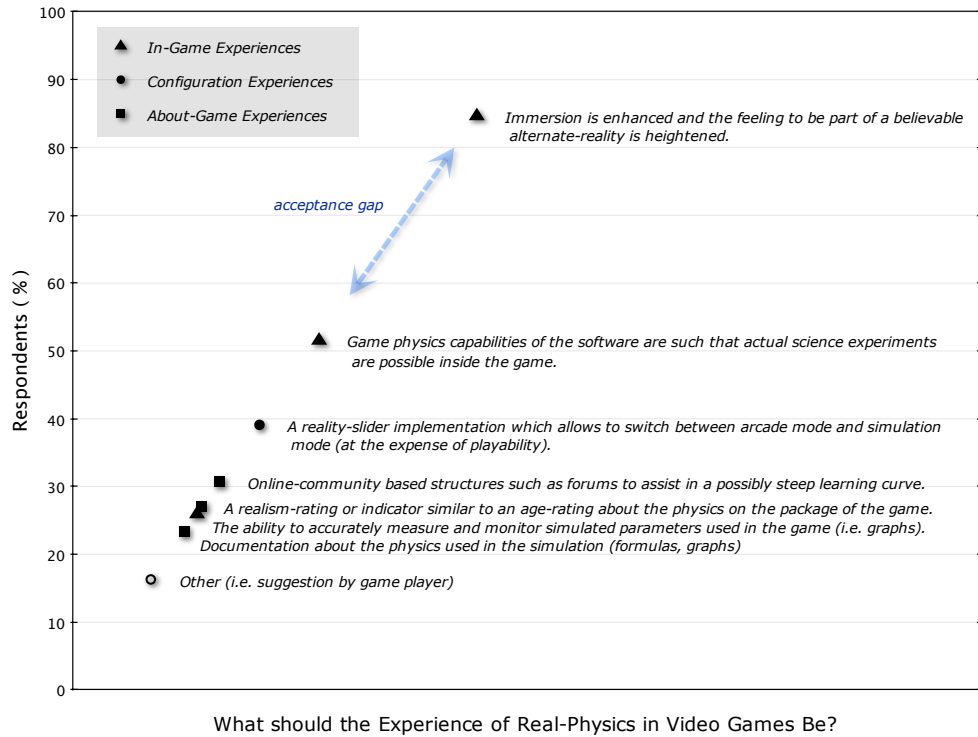 100
90
80
70
60
50
40
30
20
10
0
Respondents ( % )
In-Game Experiences
Configuration Experiences
About-Game Experiences
Immersion is enhanced and the feeling to be part of a believable
alternate-reality is heightened.
acceptance gap
Game physics capabilities of the software are such that actual science experiments
are possible inside the game.
A reality-slider implementation which allows to switch between arcade mode and simulation
mode (at the expense of playability).
Online-community based structures such as forums to assist in a possibly steep learning curve.
A realism-rating or indicator similar to an age-rating about the physics on the package of the game.
The ability to accurately measure and monitor simulated parameters used in the game (i.e. graphs).
Documentation about the physics used in the simulation (formulas, graphs)
Other (i.e. suggestion by game player)
What should the Experience of Real-Physics in Video Games Be?